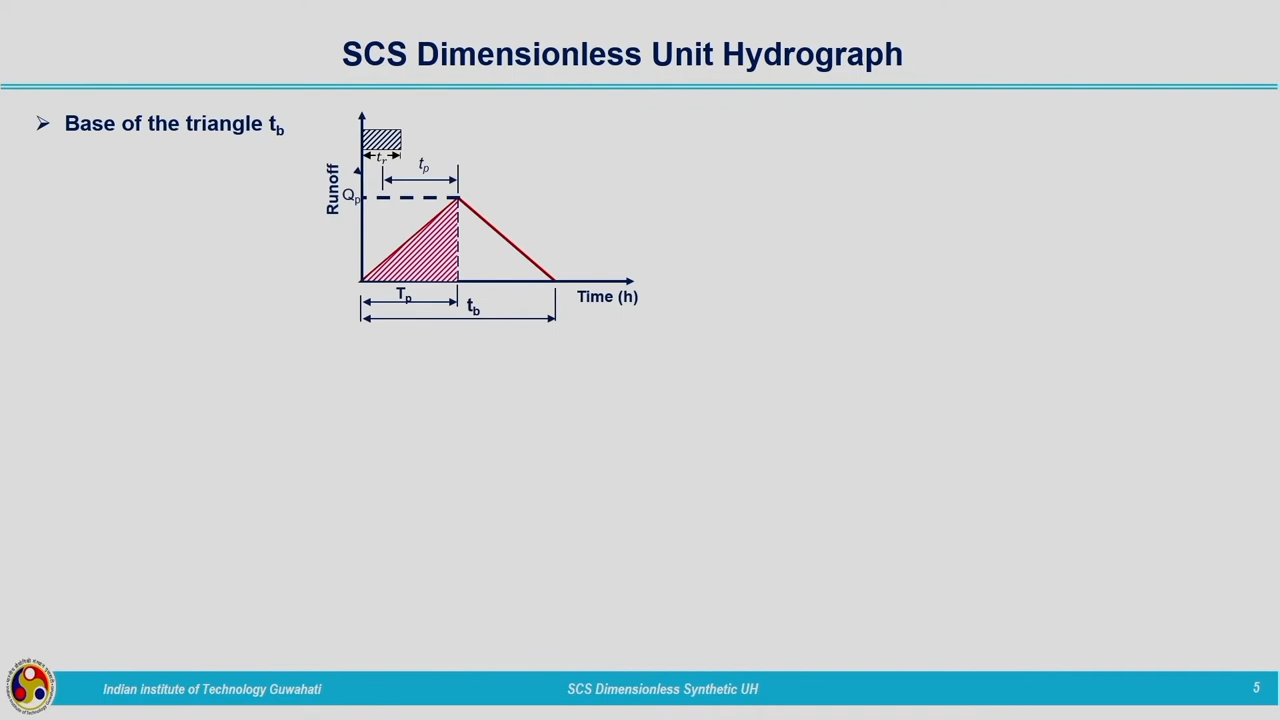 SCS Dimensionless Unit Hydrograph
➢ Base of the triangle tb
tr
tp
Runoff
Qp
Tp
tb
Time (h)
Indian institute of Technology Guwahati
SCS Dimensionless Synthetic UH
5